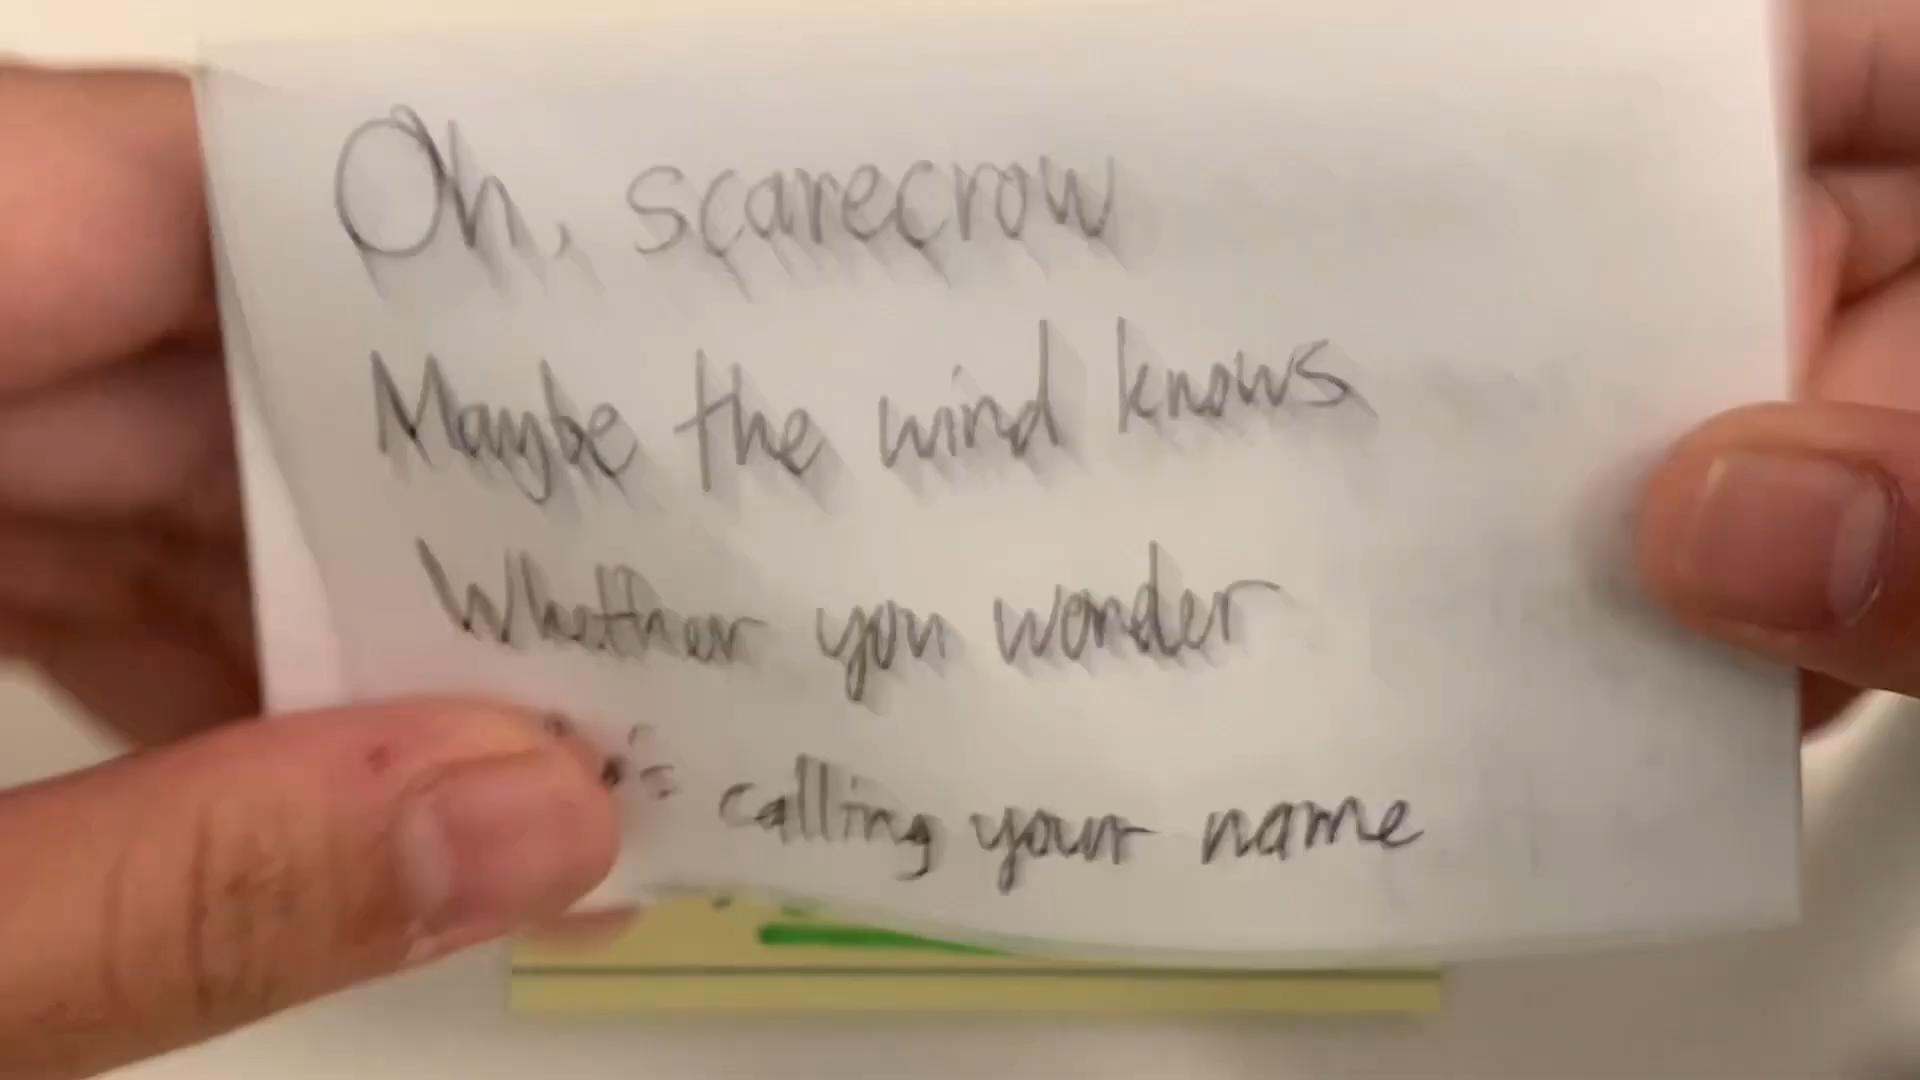 Oh, scarecrow
Maybe the wind knows
Whether you wonder
calling your name